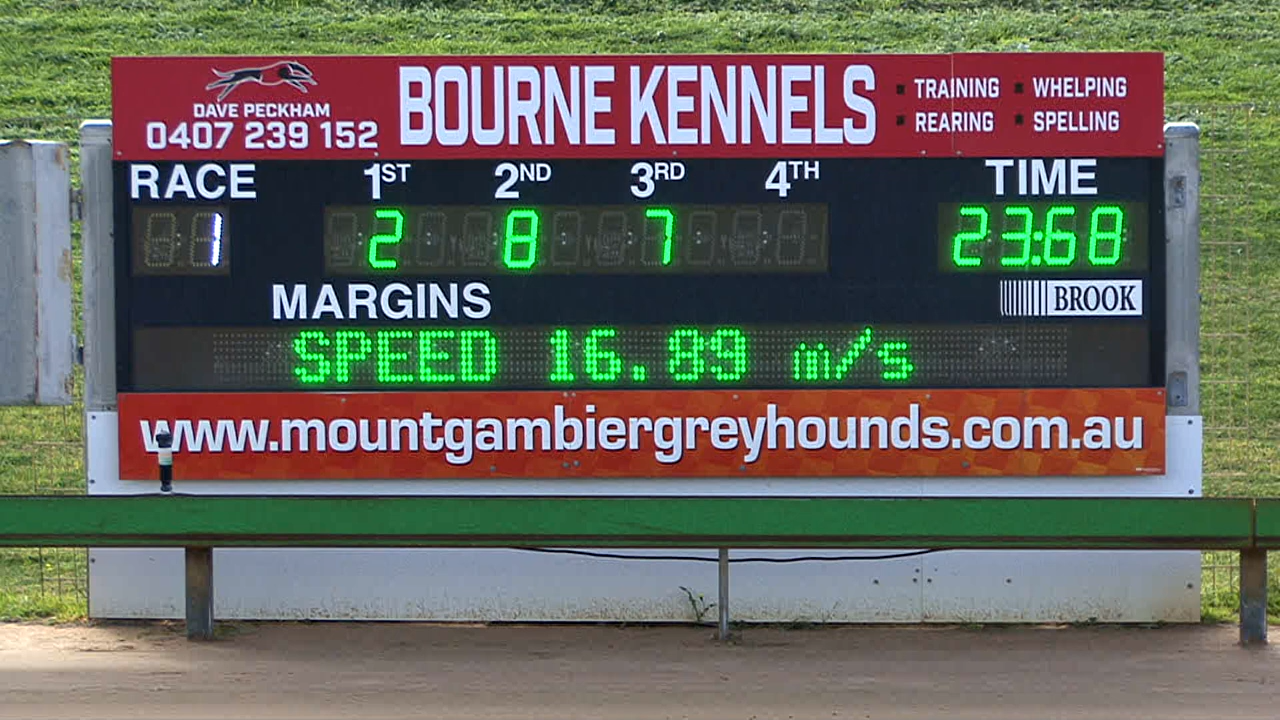 DAVE PECKHAM
0407 239 152
BOURNE KENNELS
TRAINING
WHELPING
REARING
SPELLING
RACE 1ST 2ND 3RD 4TH TIME
1 2 8 7 23:68
MARGINS
BROOK
SPEED 16.89 m/s
www.mountgambiergreyhounds.com.au